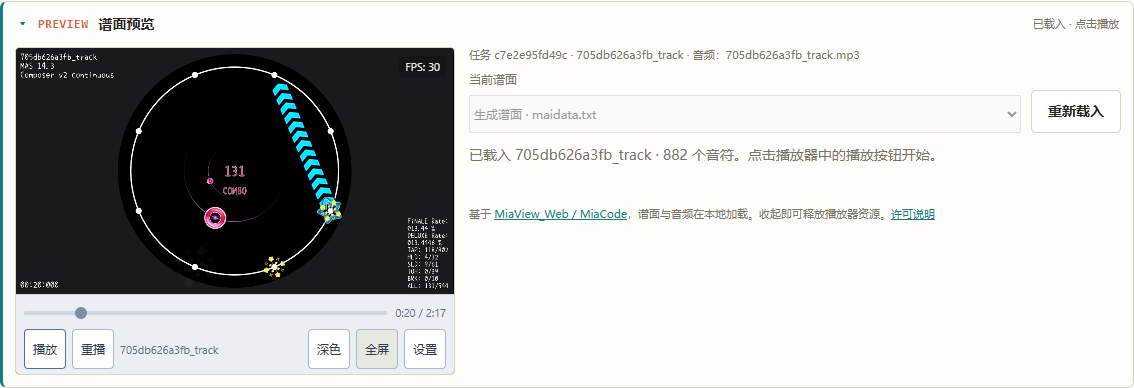 PREVIEW 谱面预览
已载入 · 点击播放
705db626a3fb_track
MAS 14.3
Composer v2 continuous
FPS: 30
131
COMBO
FiNALE Rate:
DELUXE Rate:
00:20:000
0:20 / 2:17
播放
重播
705db626a3fb_track
深色
全屏
设置
任务 c7e2e95fd49c · 705db626a3fb_track · 音频：705db626a3fb_track.mp3
当前谱面
生成谱面 · maidata.txt
重新载入
已载入 705db626a3fb_track · 882 个音符。点击播放器中的播放按钮开始。
基于 MiaView_Web / MiaCode，谱面与音频在本地加载。收起即可释放播放器资源。许可说明